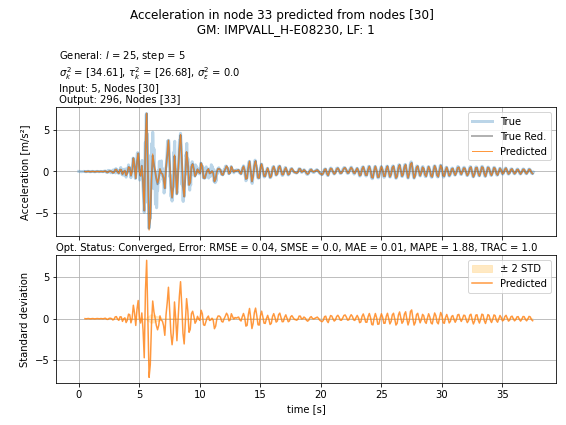 Acceleration in node 33 predicted from nodes [30]
GM: IMPVALL_H-E08230, LF: 1
General: l = 25, step = 5
σ²ₖ = [34.61], τ²ₖ = [26.68], σ²ε = 0.0
Input: 5, Nodes [30]
Output: 296, Nodes [33]
Acceleration [m/s²]
5
0
−5
True
True Red.
Predicted
Opt. Status: Converged, Error: RMSE = 0.04, SMSE = 0.0, MAE = 0.01, MAPE = 1.88, TRAC = 1.0
Standard deviation
5
0
−5
± 2 STD
Predicted
0 5 10 15 20 25 30 35
time [s]